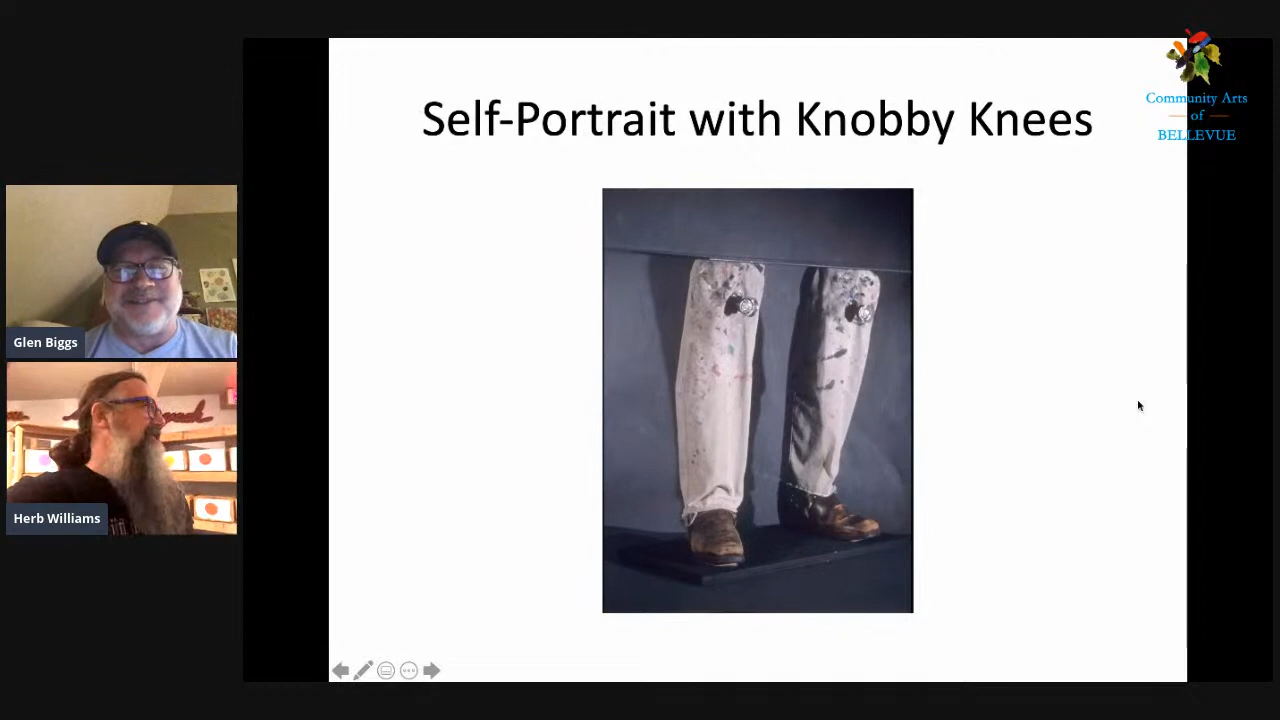 Self-Portrait with Knobby Knees
Community Arts
of
BELLEVUE
Glen Biggs
Herb Williams